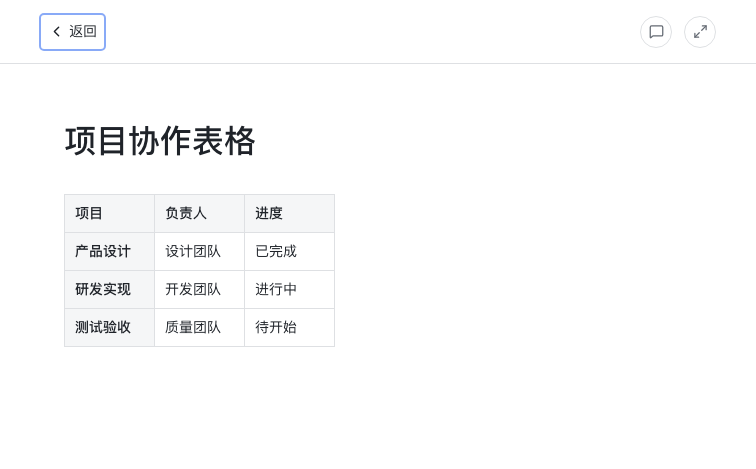 返回
项目协作表格
项目 负责人 进度
产品设计 设计团队 已完成
研发实现 开发团队 进行中
测试验收 质量团队 待开始